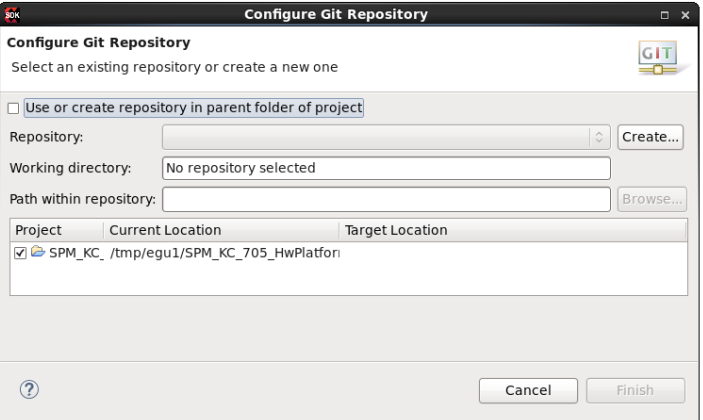 SDK
Configure Git Repository
Configure Git Repository
Select an existing repository or create a new one
GIT
Use or create repository in parent folder of project
Repository:
Create...
Working directory: No repository selected
Path within repository:
Browse...
Project Current Location Target Location
SPM_KC_ /tmp/egu1/SPM_KC_705_HwPlatfor
?
Cancel Finish